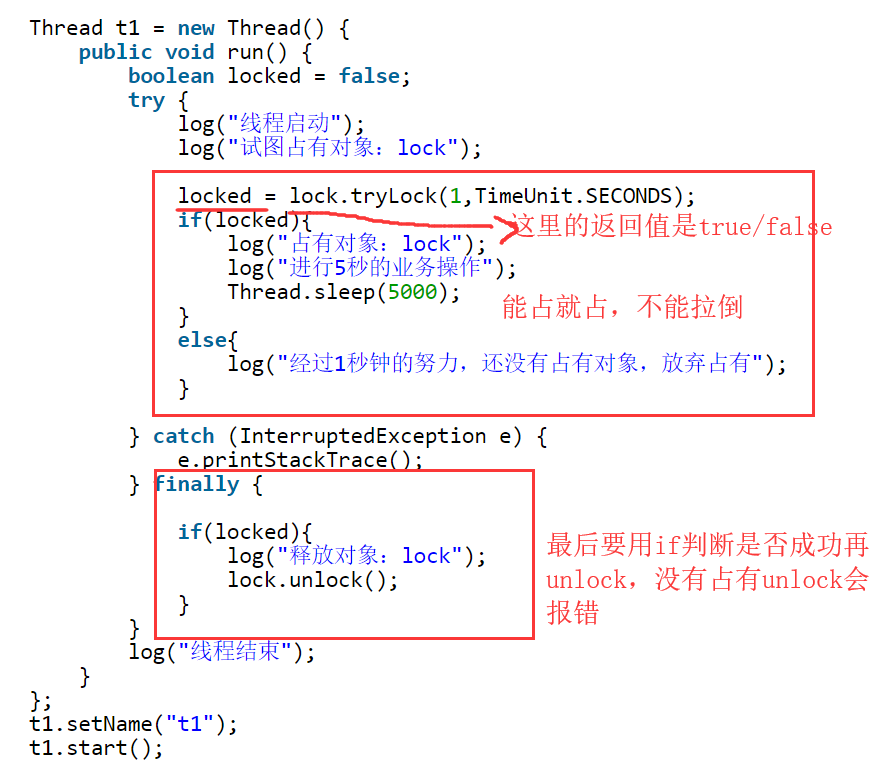 Thread t1 = new Thread() {
public void run() {
boolean locked = false;
try {
log("线程启动");
log("试图占有对象：lock");
locked = lock.tryLock(1,TimeUnit.SECONDS);
if(locked){
这里的返回值是true/false
log("占有对象：lock");
log("进行5秒的业务操作");
Thread.sleep(5000);
能占就占，不能拉倒
}
else{
log("经过1秒钟的努力，还没有占有对象，放弃占有");
}
} catch (InterruptedException e) {
e.printStackTrace();
} finally {
if(locked){
log("释放对象：lock");
lock.unlock();
}
最后要用if判断是否成功再
unlock，没有占有unlock会
报错
}
log("线程结束");
}
};
t1.setName("t1");
t1.start();